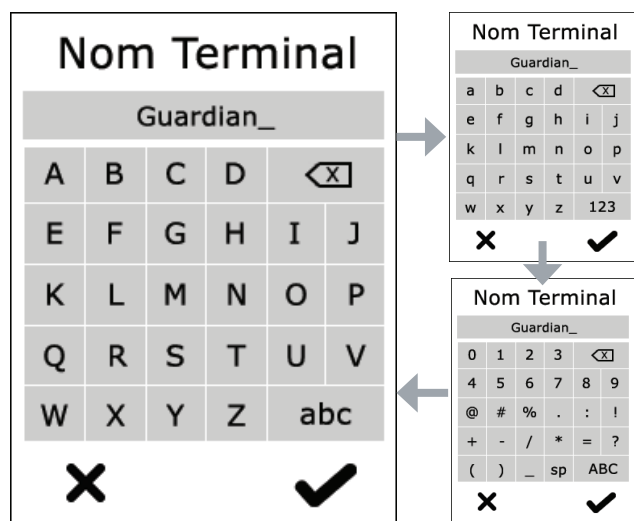 Nom Terminal
Guardian_
A B C D X
E F G H I J
K L M N O P
Q R S T U V
W X Y Z abc
Nom Terminal
Guardian_
a b c d X
e f g h i j
k l m n o p
q r s t u v
w x y z 123
Nom Terminal
Guardian_
0 1 2 3 X
4 5 6 7 8 9
@ # % . : !
+ - / * = ?
( ) _ sp ABC